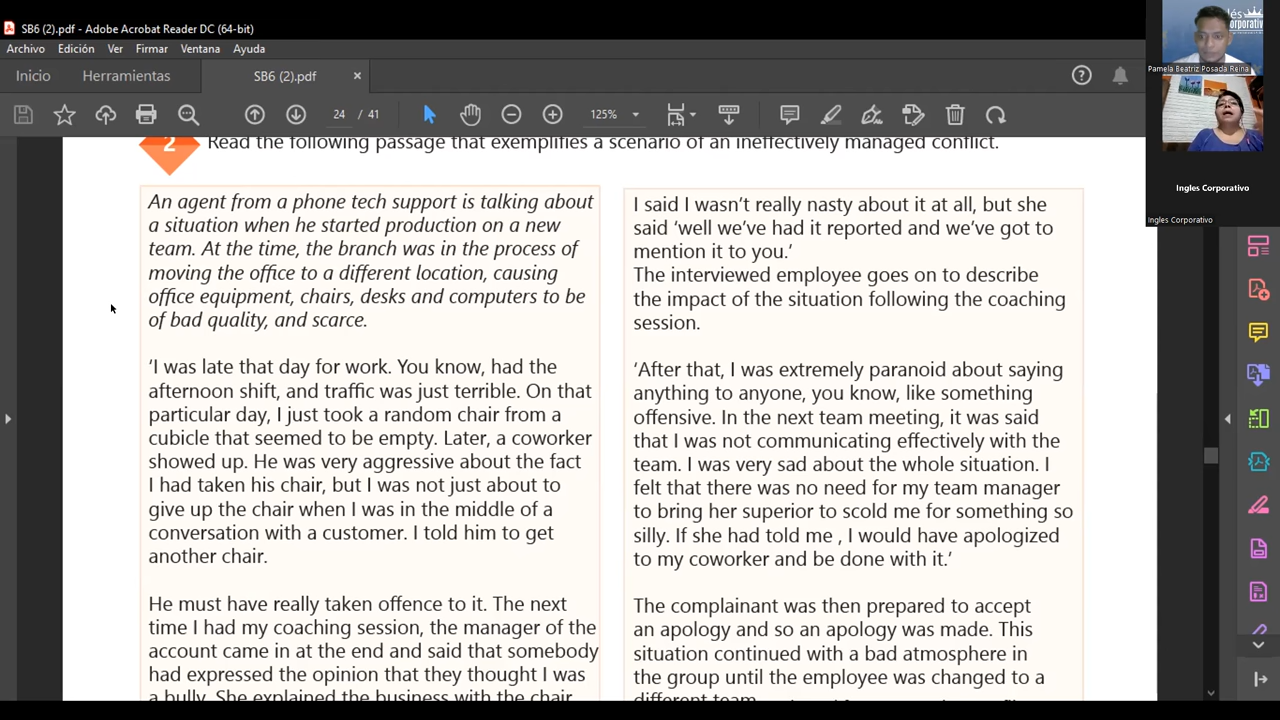 SB6 (2).pdf - Adobe Acrobat Reader DC (64-bit)
Archivo Edición Ver Firmar Ventana Ayuda
Inicio Herramientas SB6 (2).pdf ×
24 / 41 125%
2 Read the following passage that exemplifies a scenario of an ineffectively managed conflict.
An agent from a phone tech support is talking about
a situation when he started production on a new
team. At the time, the branch was in the process of
moving the office to a different location, causing
office equipment, chairs, desks and computers to be
of bad quality, and scarce.
‘I was late that day for work. You know, had the
afternoon shift, and traffic was just terrible. On that
particular day, I just took a random chair from a
cubicle that seemed to be empty. Later, a coworker
showed up. He was very aggressive about the fact
I had taken his chair, but I was not just about to
give up the chair when I was in the middle of a
conversation with a customer. I told him to get
another chair.
He must have really taken offence to it. The next
time I had my coaching session, the manager of the
account came in at the end and said that somebody
had expressed the opinion that they thought I was
a bully. She explained the business with the chair
I said I wasn’t really nasty about it at all, but she
said ‘well we’ve had it reported and we’ve got to
mention it to you.’
The interviewed employee goes on to describe
the impact of the situation following the coaching
session.
‘After that, I was extremely paranoid about saying
anything to anyone, you know, like something
offensive. In the next team meeting, it was said
that I was not communicating effectively with the
team. I was very sad about the whole situation. I
felt that there was no need for my team manager
to bring her superior to scold me for something so
silly. If she had told me , I would have apologized
to my coworker and be done with it.’
The complainant was then prepared to accept
an apology and so an apology was made. This
situation continued with a bad atmosphere in
the group until the employee was changed to a
different team
Pamela Beatriz Posada Reina
Ingles Corporativo
Ingles Corporativo